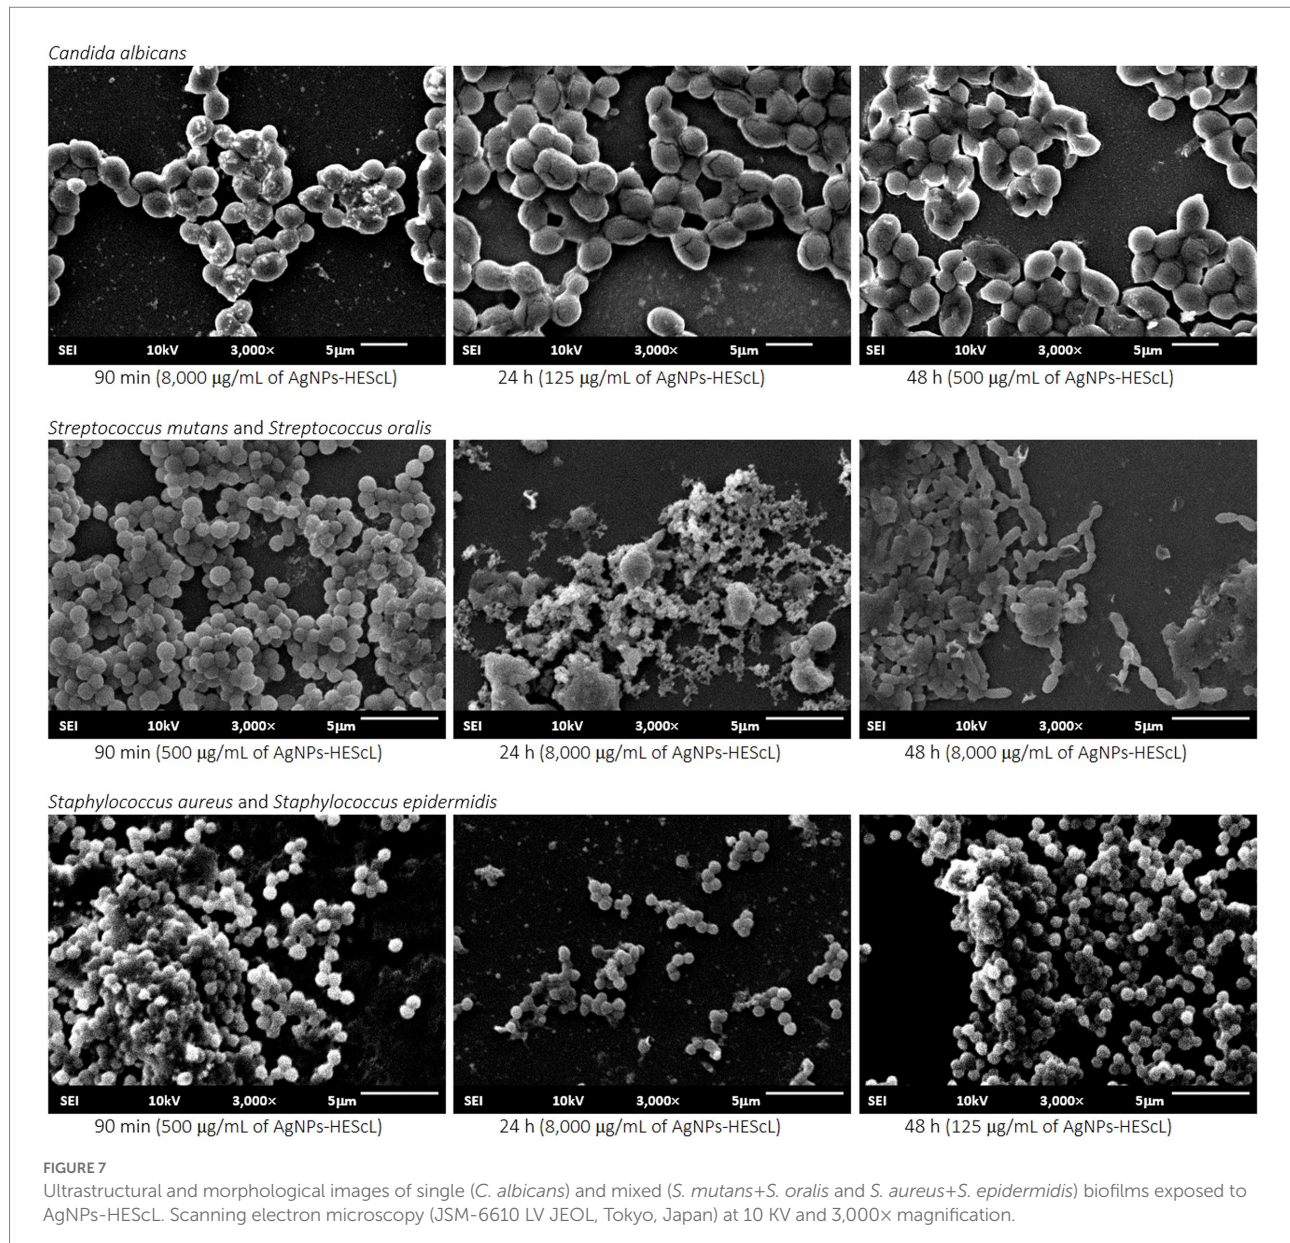 Candida albicans
SEI 10kV 3,000× 5μm
SEI 10kV 3,000× 5μm
SEI 10kV 3,000× 5μm
90 min (8,000 μg/mL of AgNPs-HEScL)
24 h (125 μg/mL of AgNPs-HEScL)
48 h (500 μg/mL of AgNPs-HEScL)
Streptococcus mutans and Streptococcus oralis
SEI 10kV 3,000× 5μm
SEI 10kV 3,000× 5μm
SEI 10kV 3,000× 5μm
90 min (500 μg/mL of AgNPs-HEScL)
24 h (8,000 μg/mL of AgNPs-HEScL)
48 h (8,000 μg/mL of AgNPs-HEScL)
Staphylococcus aureus and Staphylococcus epidermidis
SEI 10kV 3,000× 5μm
SEI 10kV 3,000× 5μm
SEI 10kV 3,000× 5μm
90 min (500 μg/mL of AgNPs-HEScL)
24 h (8,000 μg/mL of AgNPs-HEScL)
48 h (125 μg/mL of AgNPs-HEScL)
FIGURE 7
Ultrastructural and morphological images of single (C. albicans) and mixed (S. mutans+S. oralis and S. aureus+S. epidermidis) biofilms exposed to
AgNPs-HEScL. Scanning electron microscopy (JSM-6610 LV JEOL, Tokyo, Japan) at 10 KV and 3,000× magnification.